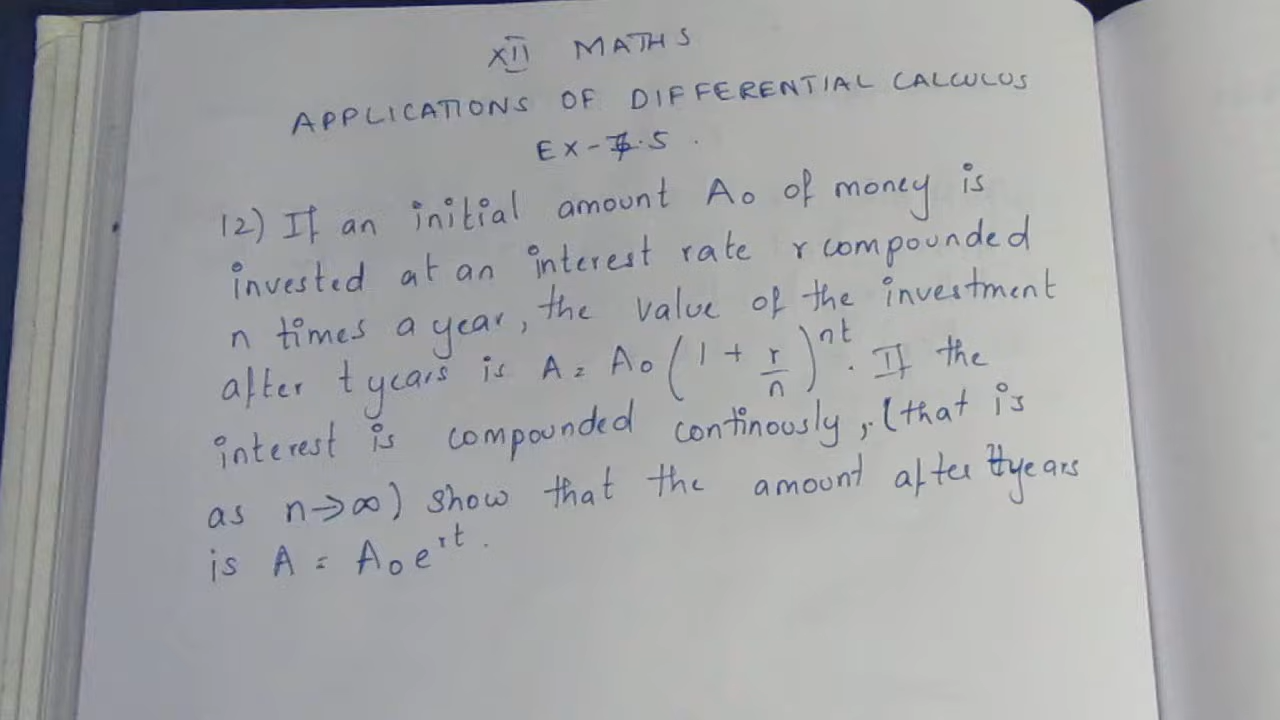 XII MATHS
APPLICATIONS OF DIFFERENTIAL CALCULUS
EX-7.5.
12) If an initial amount A₀ of money is
invested at an interest rate r compounded
n times a year, the value of the investment
after t years is A = A₀(1 + r/n)^nt. If the
interest is compounded continously, (that is
as n→∞) show that the amount after t years
is A = A₀e^rt.